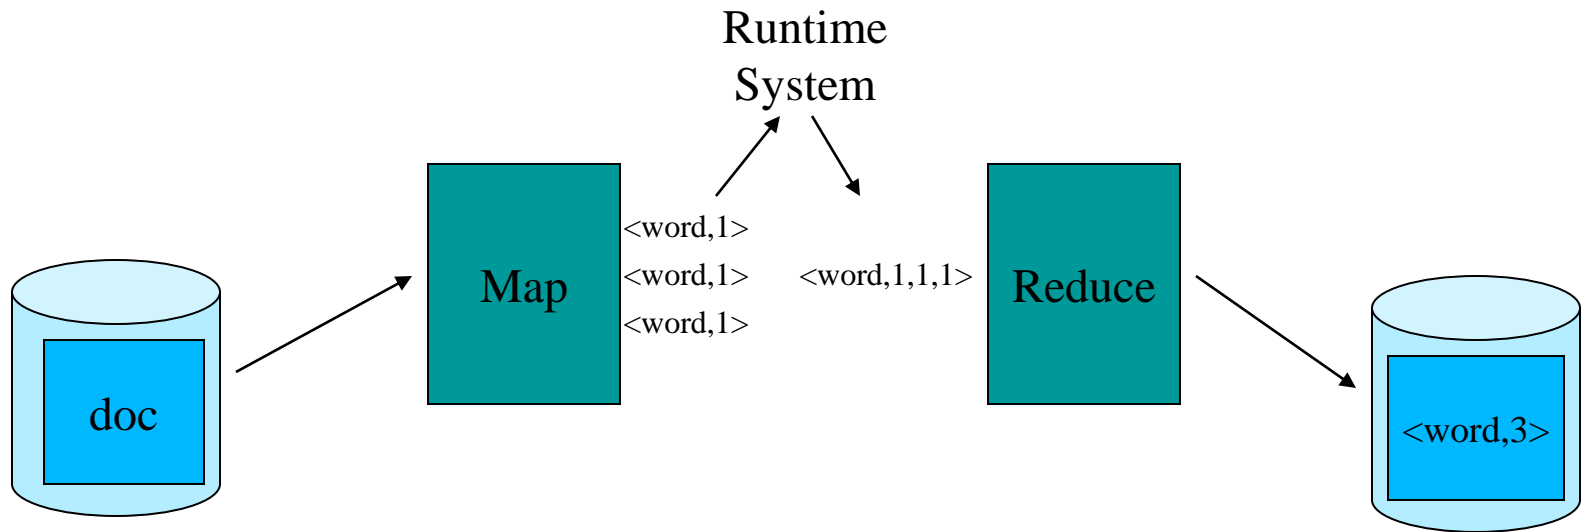 Runtime
System
<word,1>
<word,1>
<word,1>
Map
<word,1,1,1>
Reduce
doc
<word,3>